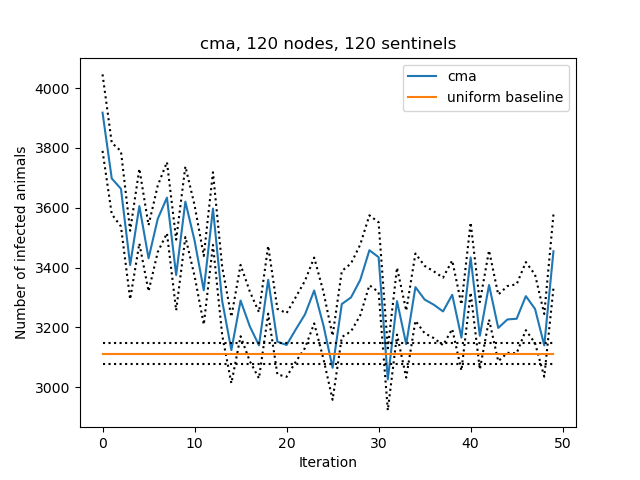 cma, 120 nodes, 120 sentinels
cma
uniform baseline
Number of infected animals
4000
3800
3600
3400
3200
3000
0 10 20 30 40 50
Iteration